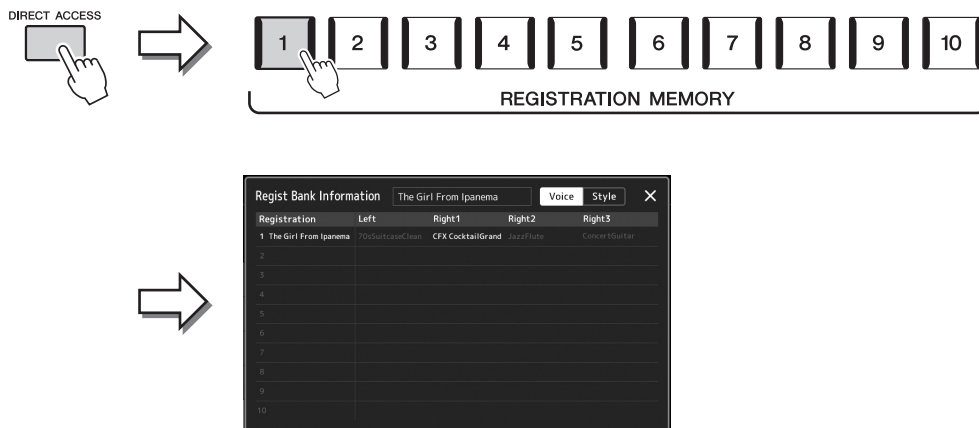 DIRECT ACCESS
1 2 3 4 5 6 7 8 9 10
REGISTRATION MEMORY
Regist Bank Information The Girl From Ipanema Voice Style
Registration Left Right1 Right2 Right3
1 The Girl From Ipanema 70sSuitcaseClean CFX CocktailGrand JazzFlute ConcertGuitar
2
3
4
5
6
7
8
9
10